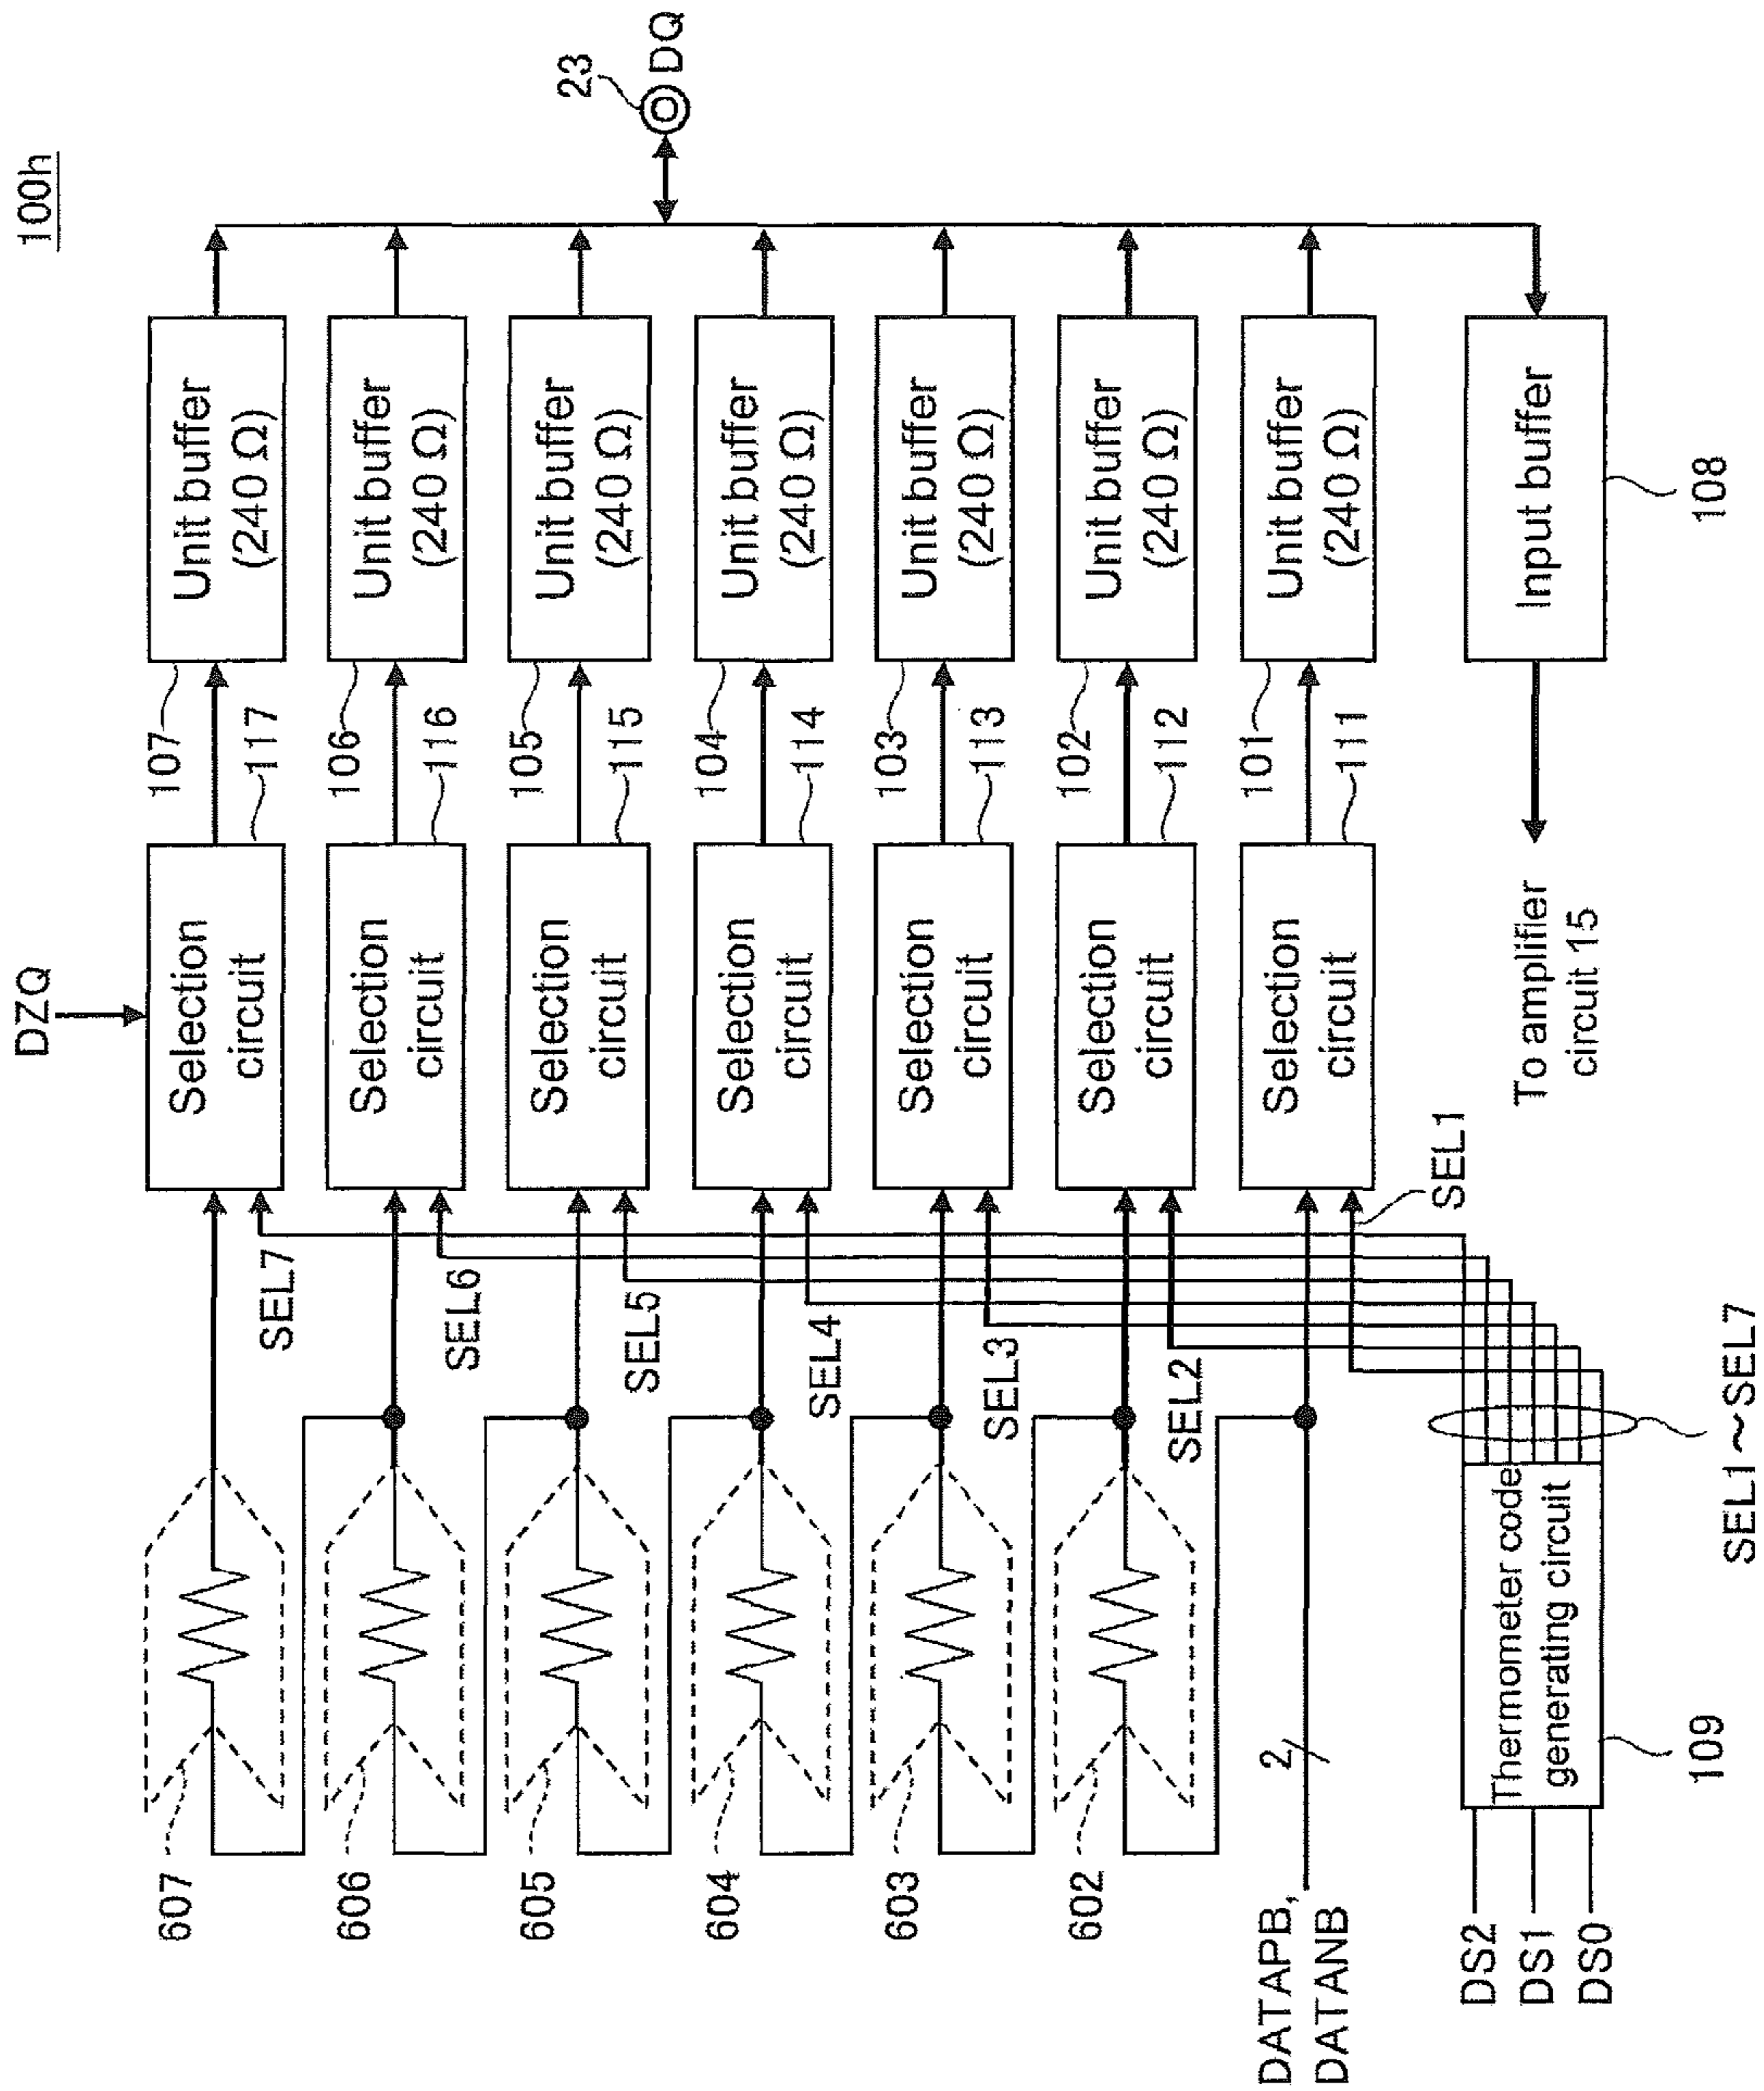 100h
DZQ
23
DQ
607
SEL7
Selection
circuit
117
107
Unit buffer
(240 Ω)
606
SEL6
Selection
circuit
116
106
Unit buffer
(240 Ω)
605
SEL5
Selection
circuit
115
105
Unit buffer
(240 Ω)
604
SEL4
Selection
circuit
114
104
Unit buffer
(240 Ω)
603
SEL3
Selection
circuit
113
103
Unit buffer
(240 Ω)
602
SEL2
Selection
circuit
112
102
Unit buffer
(240 Ω)
DATAPB,
DATANB
2
Selection
circuit
111
101
Unit buffer
(240 Ω)
SEL1
DS2
DS1
DS0
Thermometer code
generating circuit
109
SEL1~SEL7
To amplifier
circuit 15
Input buffer
108